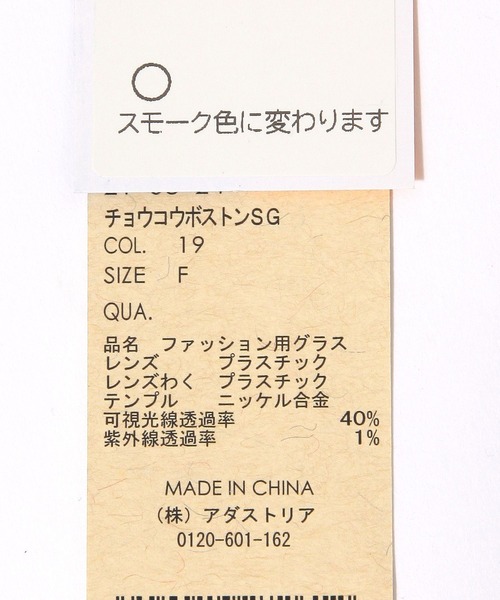 ○
スモーク色に変わります
チョウコウボストンSG
COL. 19
SIZE F
QUA.
品名 ファッション用グラス
レンズ プラスチック
レンズわく プラスチック
テンプル ニッケル合金
可視光線透過率 40%
紫外線透過率 1%
MADE IN CHINA
(株)アダストリア
0120-601-162